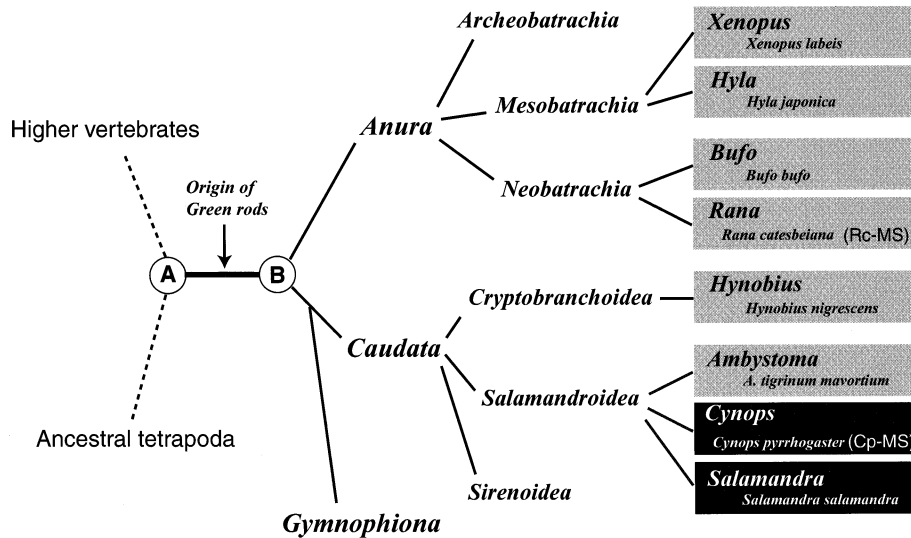 Archeobatrachia
Xenopus
Xenopus labeis
Hyla
Hyla japonica
Mesobatrachia
Anura
Higher vertebrates
Origin of
Green rods
Bufo
Bufo bufo
Neobatrachia
Rana
Rana catesbeiana (Rc-MS)
A
B
Cryptobranchoidea
Hynobius
Hynobius nigrescens
Caudata
Ambystoma
A. tigrinum mavortium
Salamandroidea
Cynops
Cynops pyrrhogaster (Cp-MS)
Ancestral tetrapoda
Salamandra
Salamandra salamandra
Sirenoidea
Gymnophiona